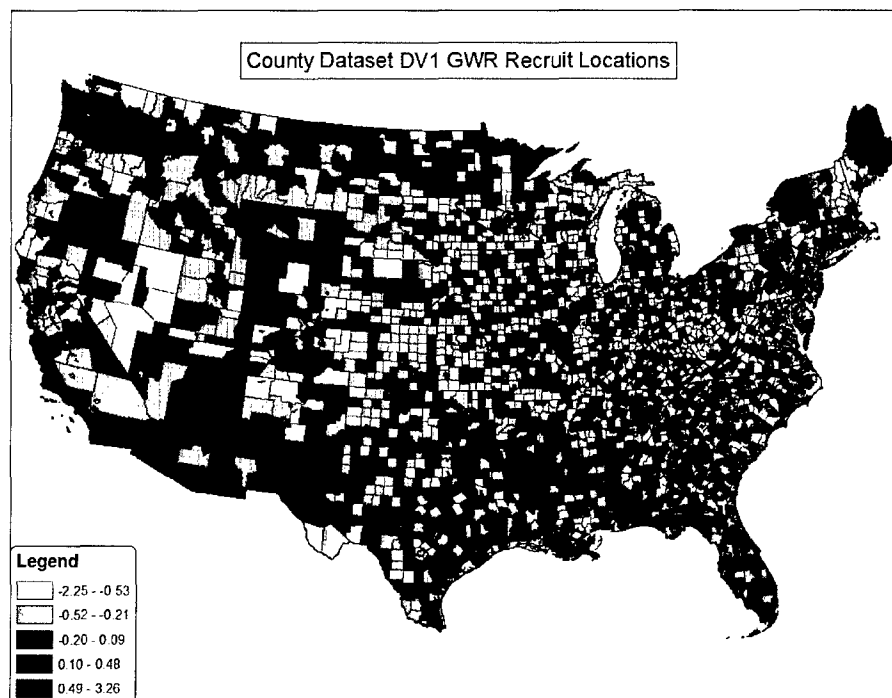 County Dataset DV1 GWR Recruit Locations
Legend
-2.25 - -0.53
-0.52 - -0.21
-0.20 - 0.09
0.10 - 0.48
0.49 - 3.26